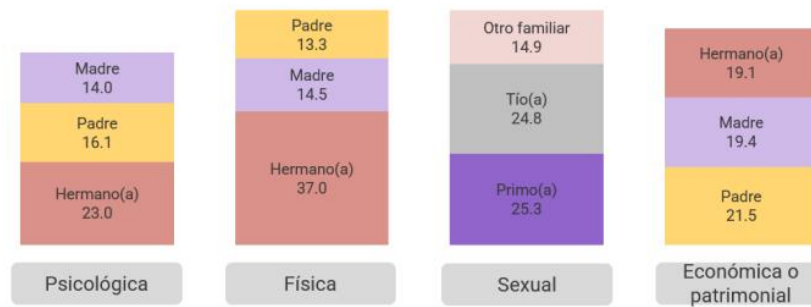 Madre
14.0
Padre
16.1
Hermano(a)
23.0
Psicológica
Padre
13.3
Madre
14.5
Hermano(a)
37.0
Física
Otro familiar
14.9
Tío(a)
24.8
Primo(a)
25.3
Sexual
Hermano(a)
19.1
Madre
19.4
Padre
21.5
Económica o
patrimonial